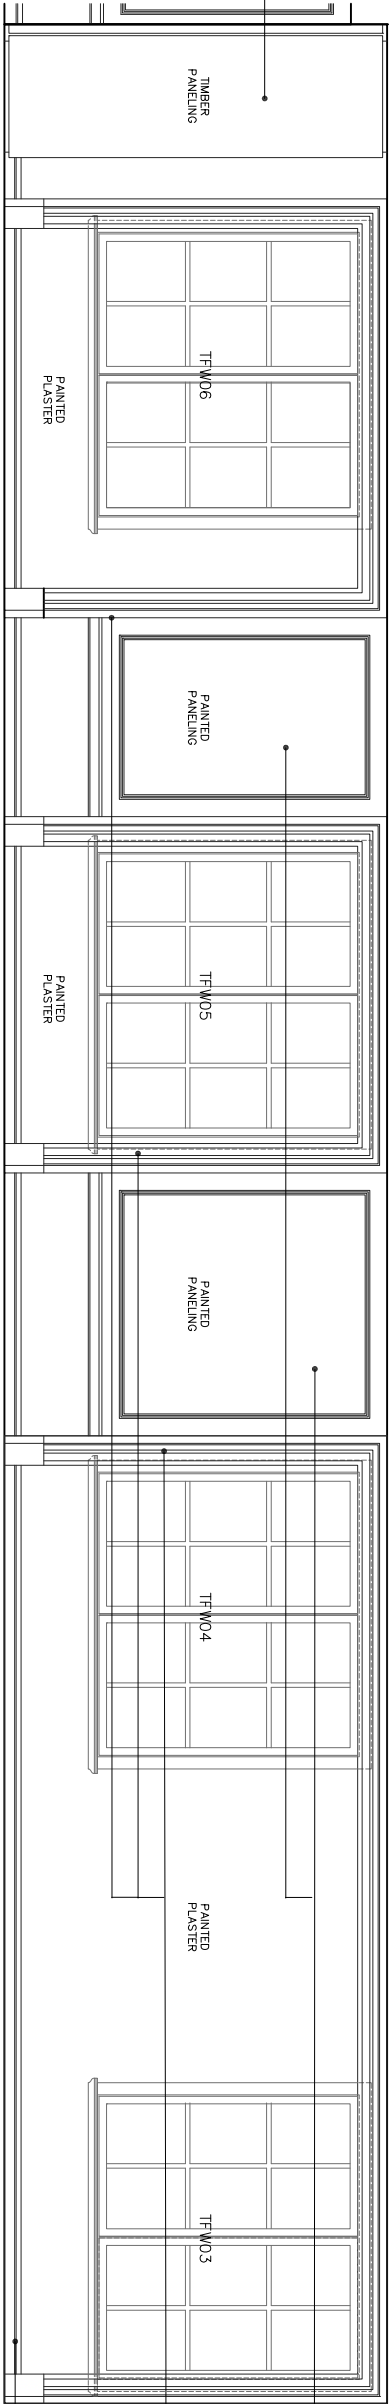 TIMBER
PANELING
TFW06
PAINTED
PLASTER
PAINTED
PANELING
TFW05
PAINTED
PLASTER
PAINTED
PANELING
TFW04
PAINTED
PLASTER
TFW03